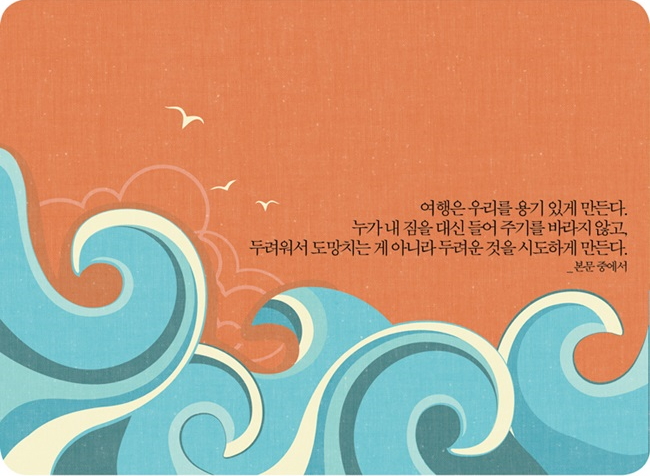 여행은 우리를 용기 있게 만든다.
누가 내 짐을 대신 들어 주기를 바라지 않고,
두려워서 도망치는 게 아니라 두려운 것을 시도하게 만든다.
_본문 중에서